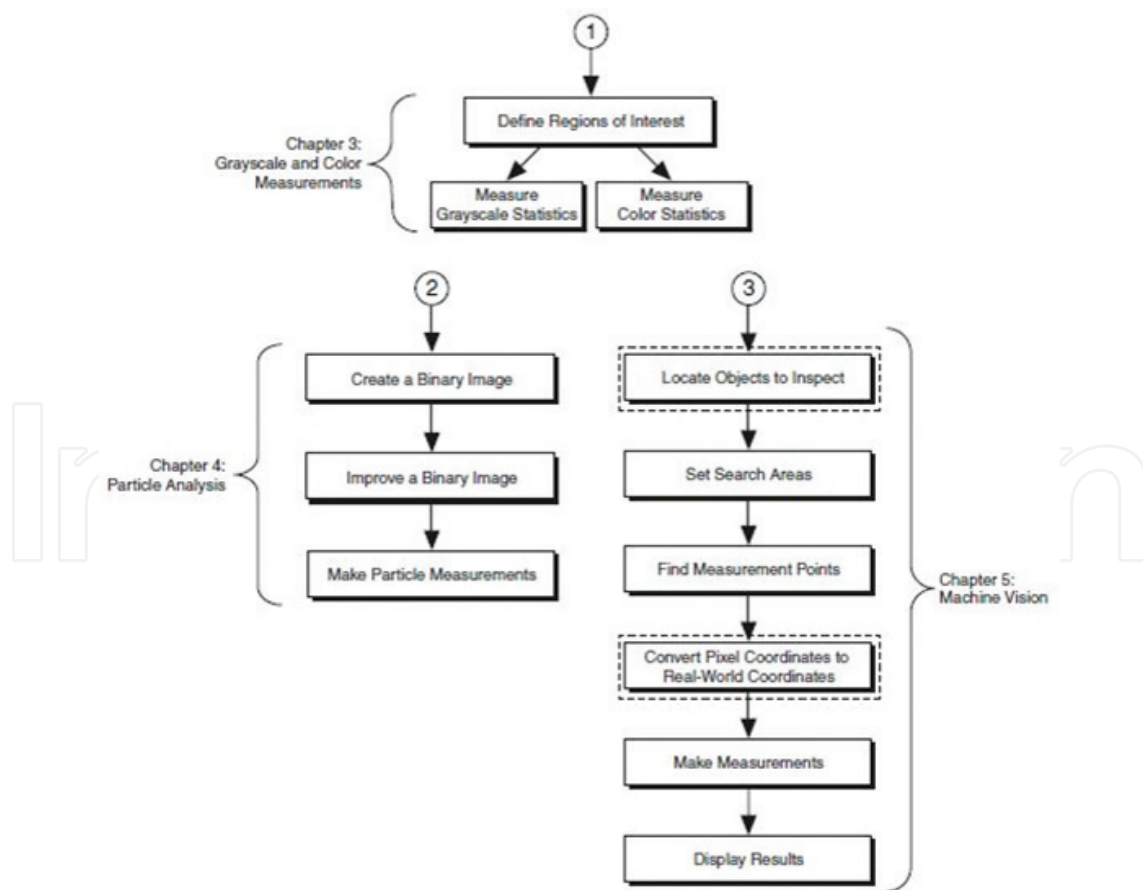 1
Define Regions of Interest
Chapter 3:
Grayscale and Color
Measurements
Measure
Grayscale Statistics
Measure
Color Statistics
2
Create a Binary Image
Improve a Binary Image
Make Particle Measurements
Chapter 4:
Particle Analysis
3
Locate Objects to Inspect
Set Search Areas
Find Measurement Points
Convert Pixel Coordinates to
Real-World Coordinates
Make Measurements
Display Results
Chapter 5:
Machine Vision